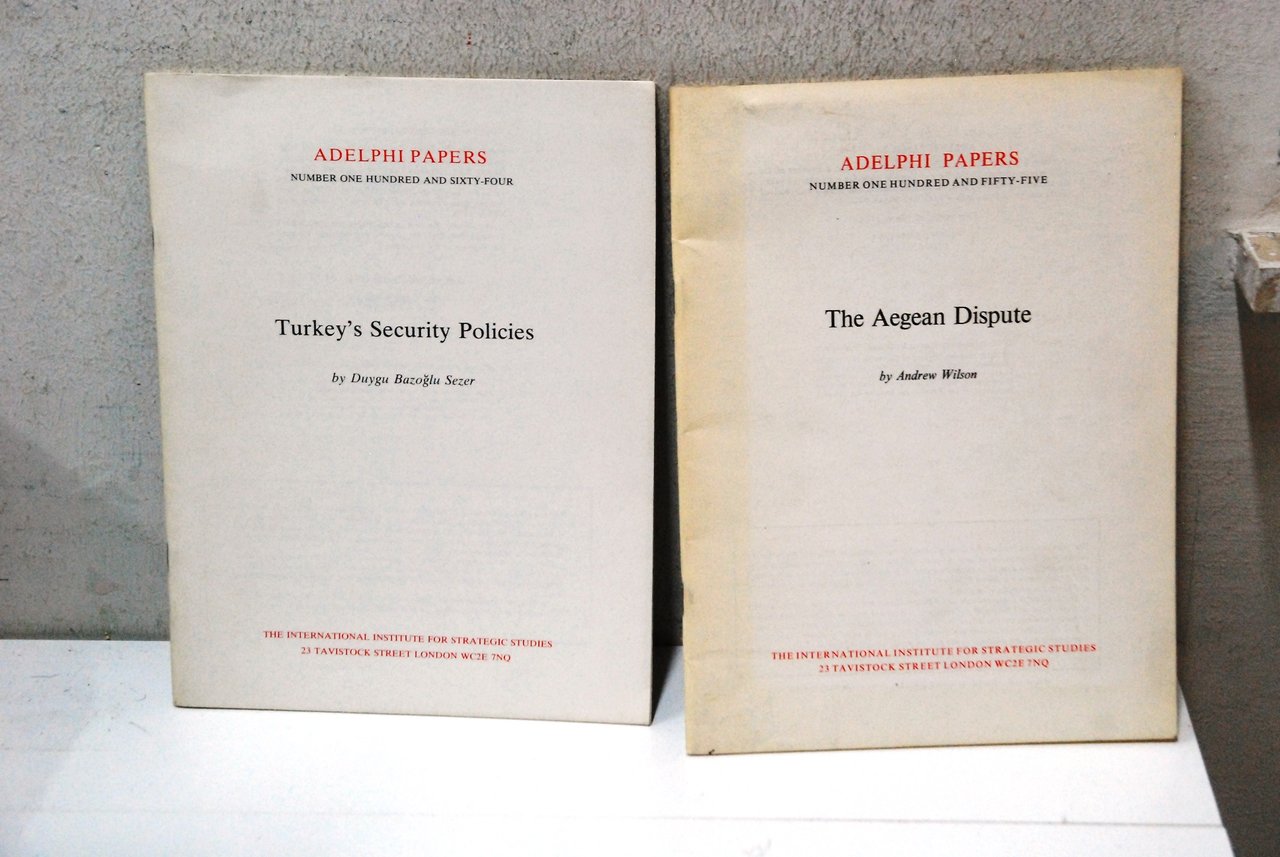 ADELPHI PAPERS
NUMBER ONE HUNDRED AND SIXTY-FOUR
Turkey's Security Policies
by Duygu Bazoğlu Sezer
THE INTERNATIONAL INSTITUTE FOR STRATEGIC STUDIES
23 TAVISTOCK STREET LONDON WC2E 7NQ
ADELPHI PAPERS
NUMBER ONE HUNDRED AND FIFTY-FIVE
The Aegean Dispute
by Andrew Wilson
THE INTERNATIONAL INSTITUTE FOR STRATEGIC STUDIES
23 TAVISTOCK STREET LONDON WC2E 7NQ